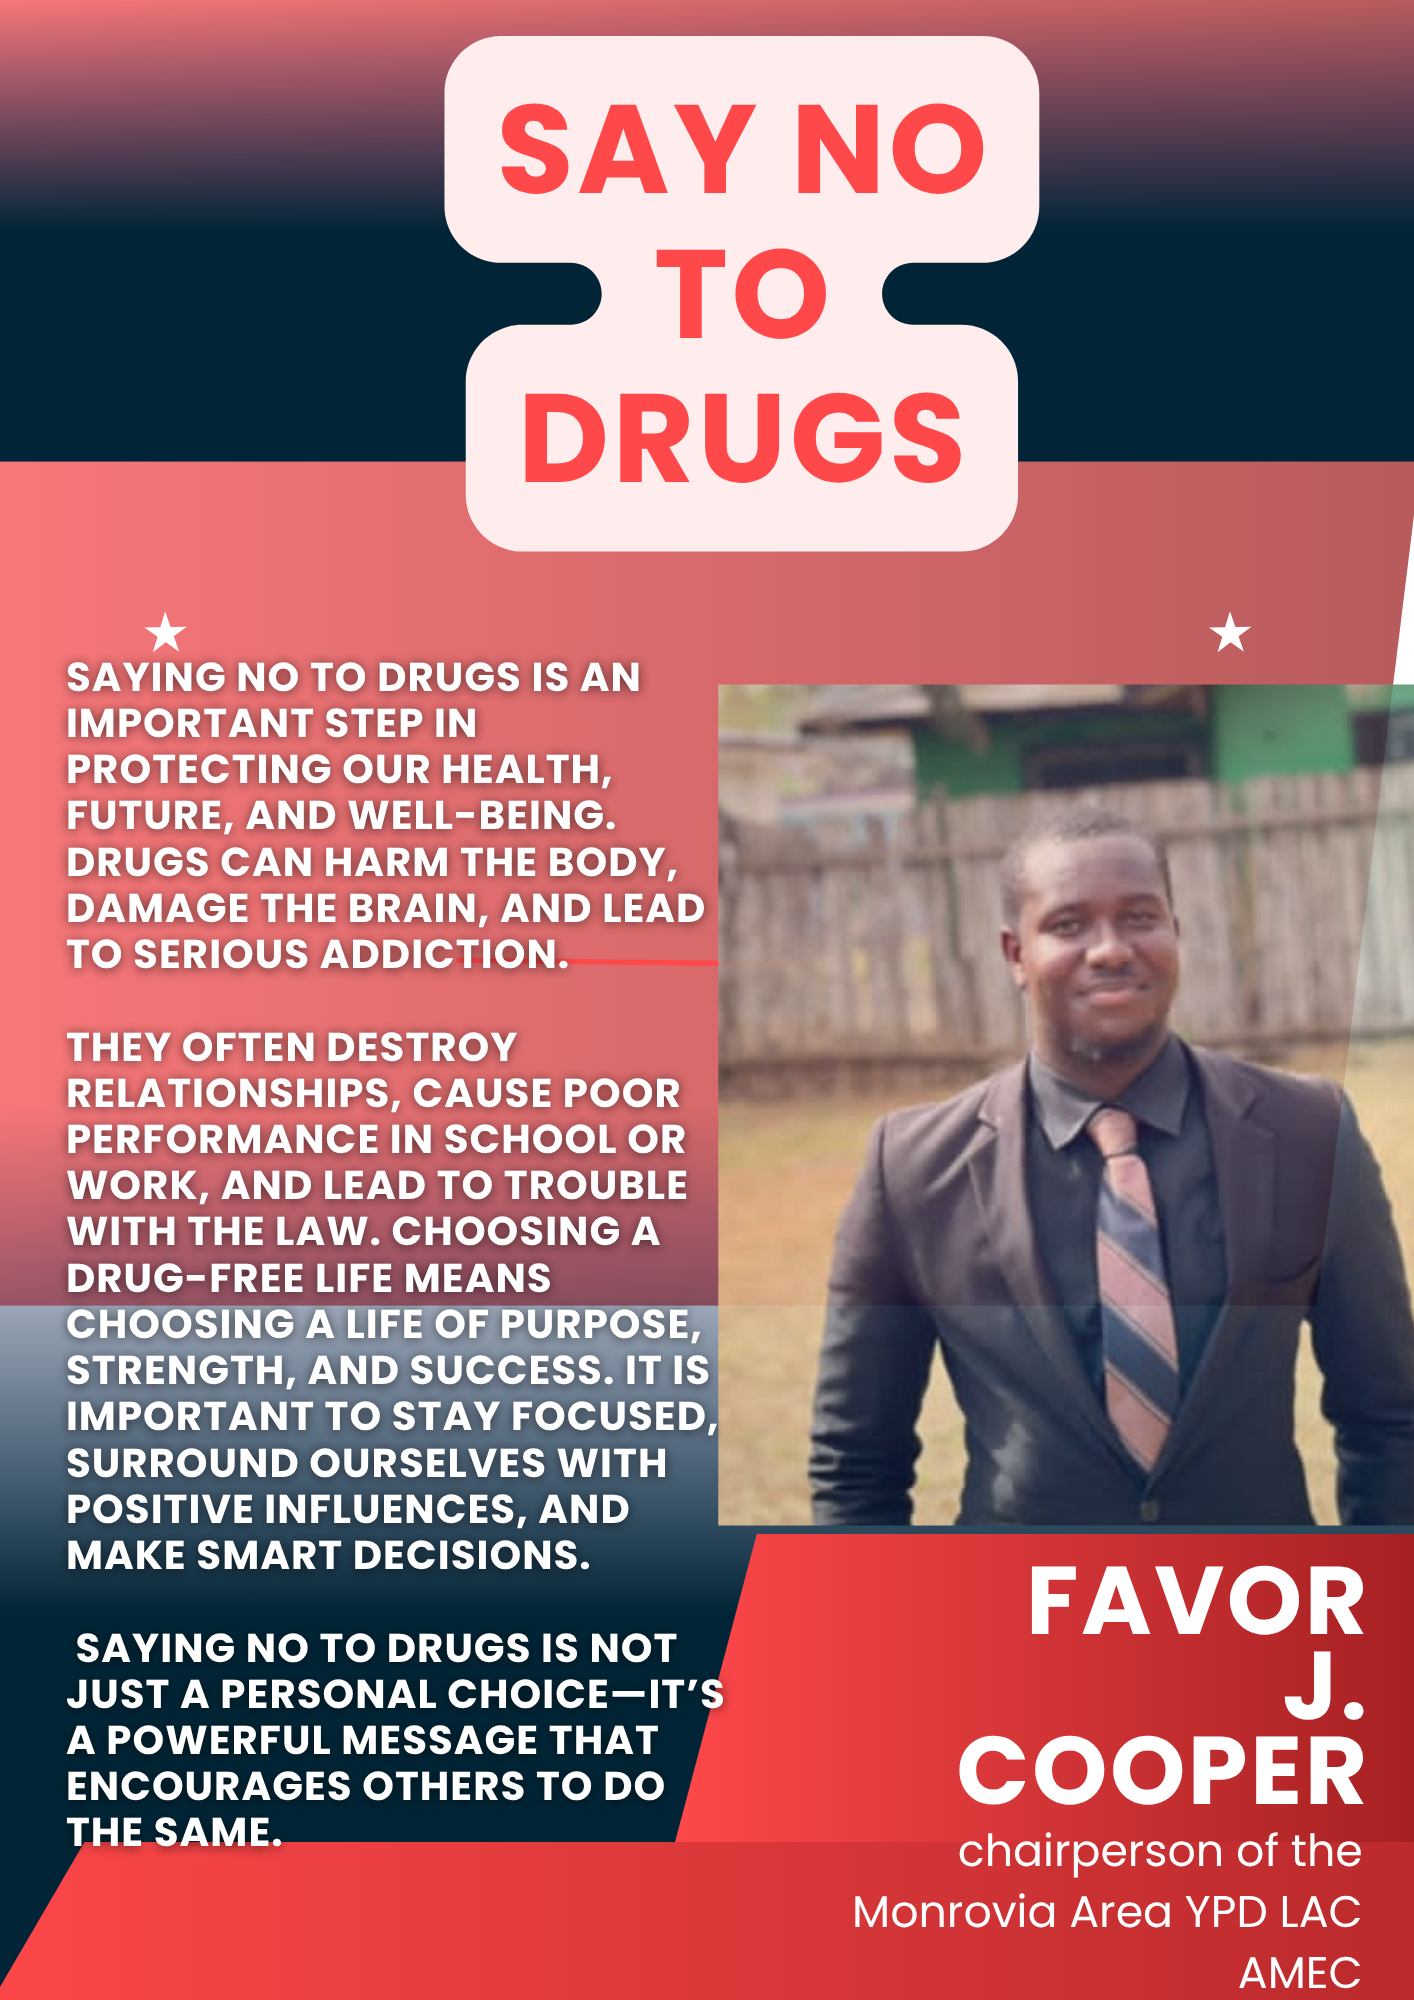 SAY NO
TO
DRUGS
SAYING NO TO DRUGS IS AN
IMPORTANT STEP IN
PROTECTING OUR HEALTH,
FUTURE, AND WELL-BEING.
DRUGS CAN HARM THE BODY,
DAMAGE THE BRAIN, AND LEAD
TO SERIOUS ADDICTION.
THEY OFTEN DESTROY
RELATIONSHIPS, CAUSE POOR
PERFORMANCE IN SCHOOL OR
WORK, AND LEAD TO TROUBLE
WITH THE LAW. CHOOSING A
DRUG-FREE LIFE MEANS
CHOOSING A LIFE OF PURPOSE,
STRENGTH, AND SUCCESS. IT IS
IMPORTANT TO STAY FOCUSED,
SURROUND OURSELVES WITH
POSITIVE INFLUENCES, AND
MAKE SMART DECISIONS.
SAYING NO TO DRUGS IS NOT
JUST A PERSONAL CHOICE—IT’S
A POWERFUL MESSAGE THAT
ENCOURAGES OTHERS TO DO
THE SAME.
FAVOR
J.
COOPER
chairperson of the
Monrovia Area YPD LAC
AMEC